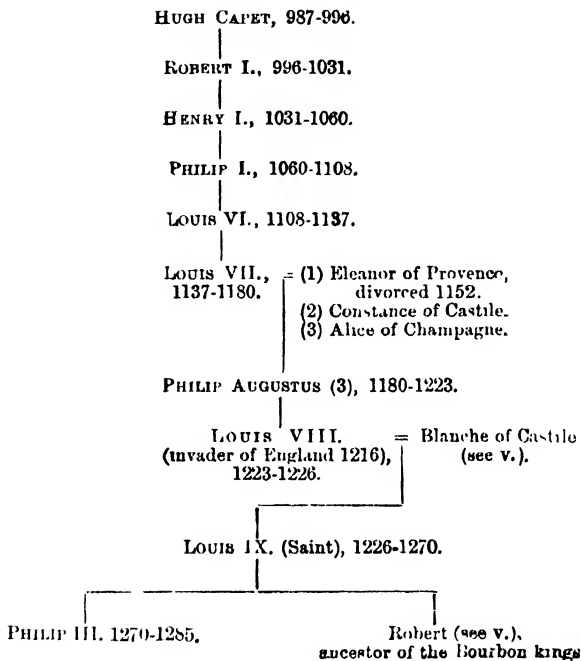 HUGH CAPET, 987-996.
ROBERT I., 996-1031.
HENRY I., 1031-1060.
PHILIP I., 1060-1108.
LOUIS VI., 1108-1137.
LOUIS VII., = (1) Eleanor of Provence,
1137-1180. divorced 1152.
(2) Constance of Castile.
(3) Alice of Champagne.
PHILIP AUGUSTUS (3), 1180-1223.
LOUIS VIII. = Blanche of Castile
(invader of England 1216), (see v.).
1223-1226.
LOUIS IX. (Saint), 1226-1270.
PHILIP III. 1270-1285. Robert (see v.),
ancestor of the Bourbon kings